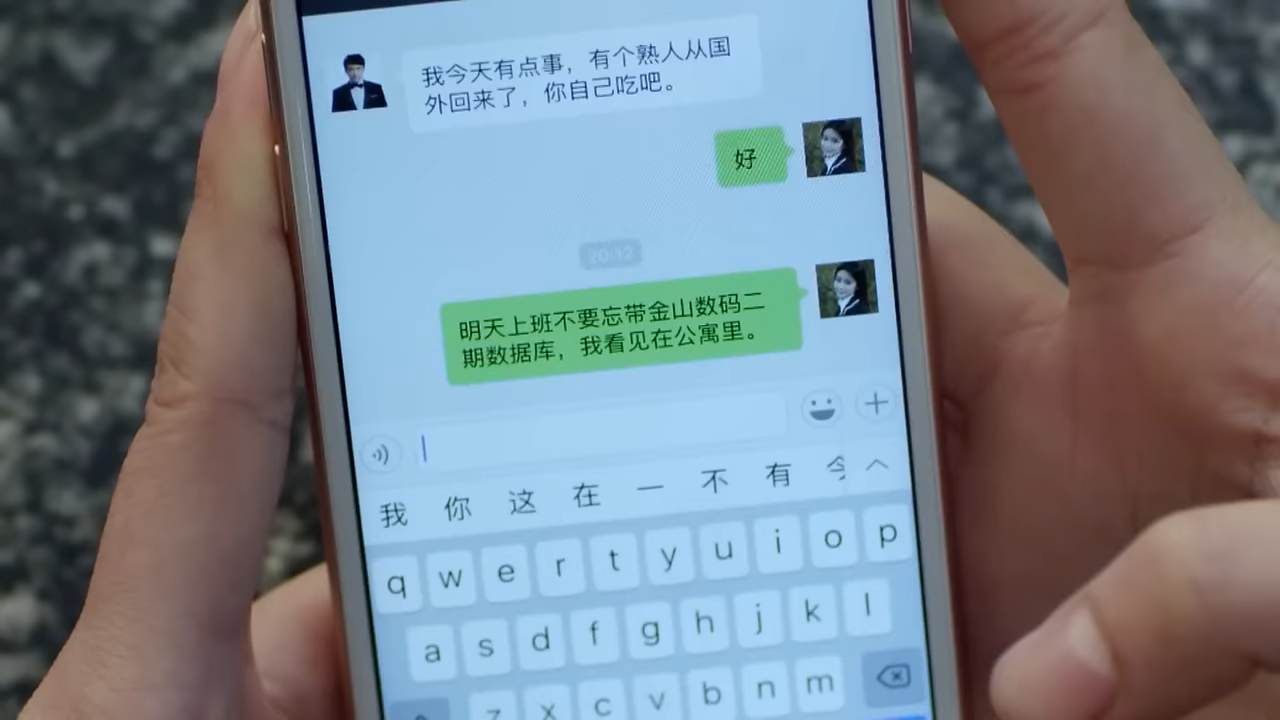 我今天有点事，有个熟人从国
外回来了，你自己吃吧。
好
20:12
明天上班不要忘带金山数码二
期数据库，我看见在公寓里。
我 你 这 在 一 不 有
q w e r t y u i o p
a s d f g h j k l
z x c v b n m